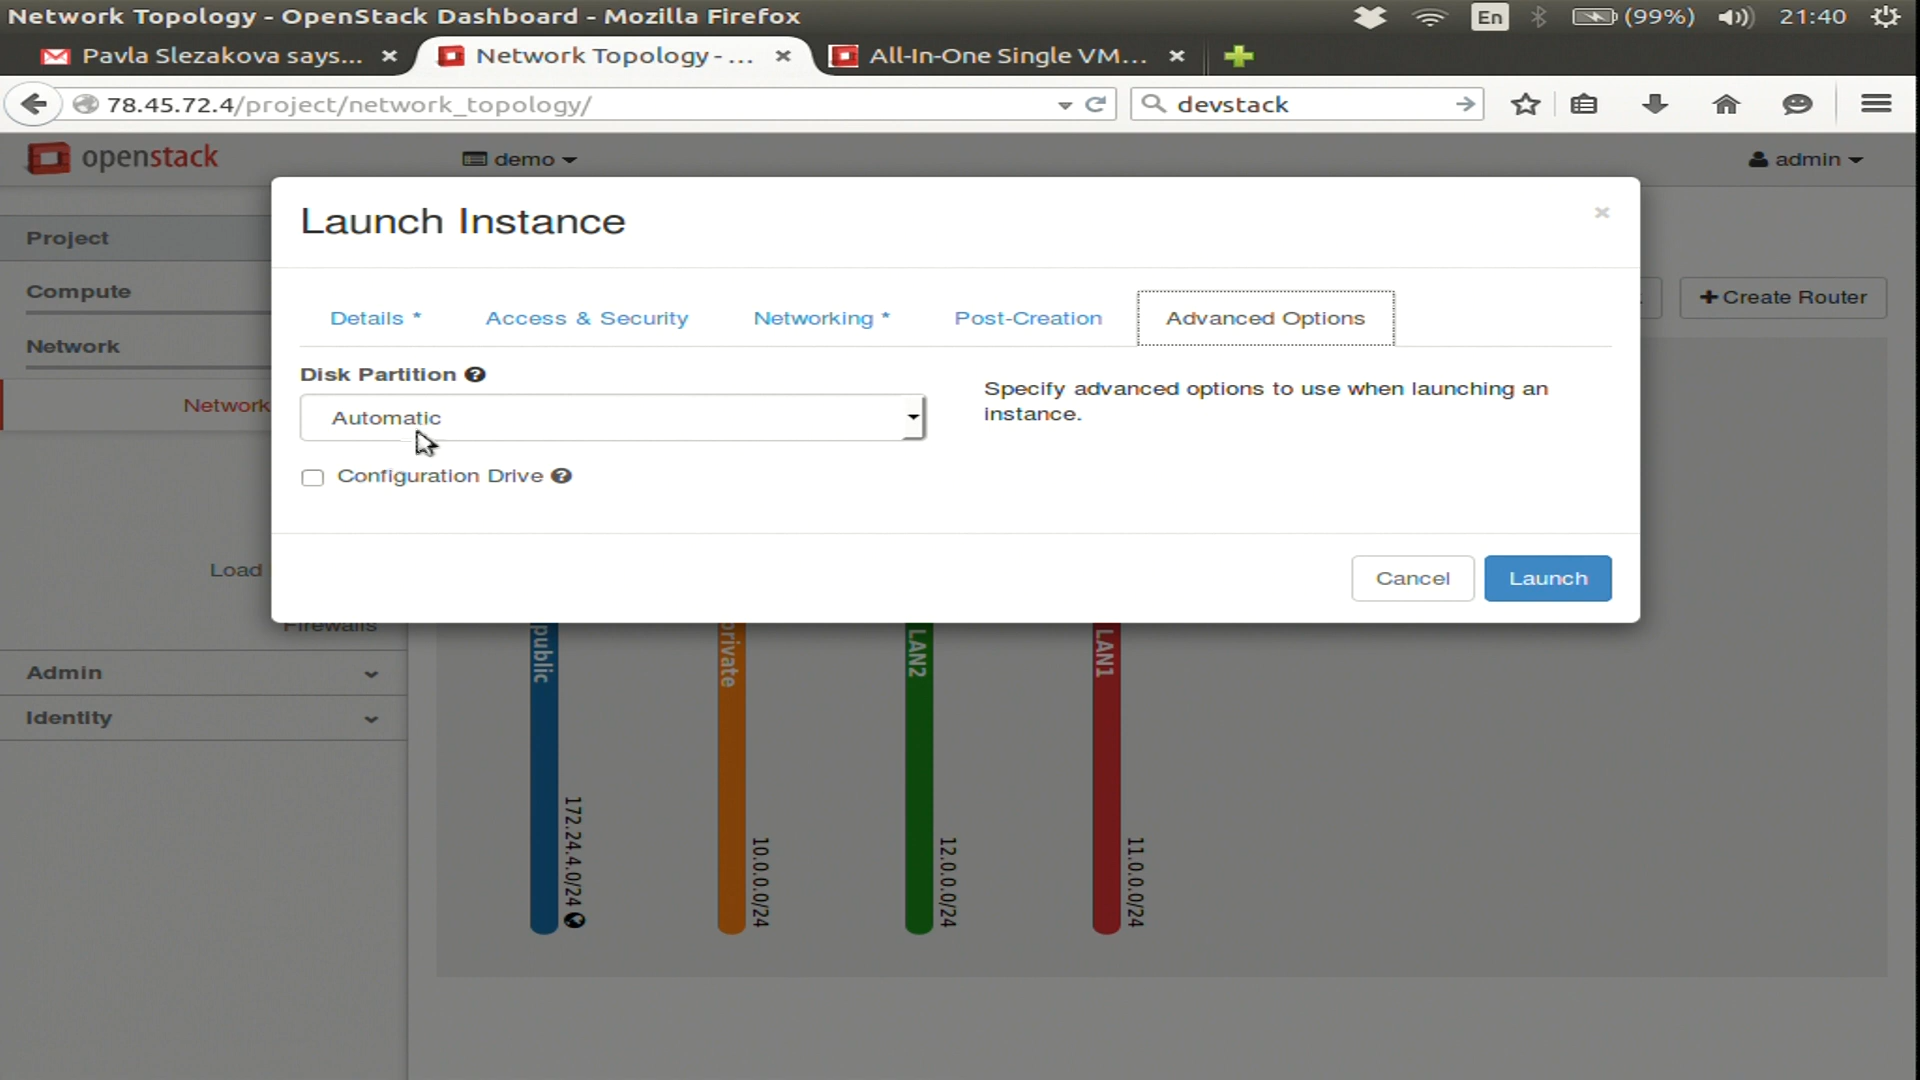 Network Topology - OpenStack Dashboard - Mozilla Firefox
En
(99%)
21:40
Pavla Slezakova says...
Network Topology - ...
All-In-One Single VM...
78.45.72.4/project/network_topology/
devstack
openstack
demo
admin
Launch Instance
Project
Compute
Network
Network
Load
Firewalls
Admin
Identity
Create Router
Details *
Access & Security
Networking *
Post-Creation
Advanced Options
Disk Partition
Automatic
Configuration Drive
Specify advanced options to use when launching an
instance.
Cancel
Launch
public
172.24.4.0/24
private
10.0.0.0/24
LAN2
12.0.0.0/24
LAN1
11.0.0.0/24